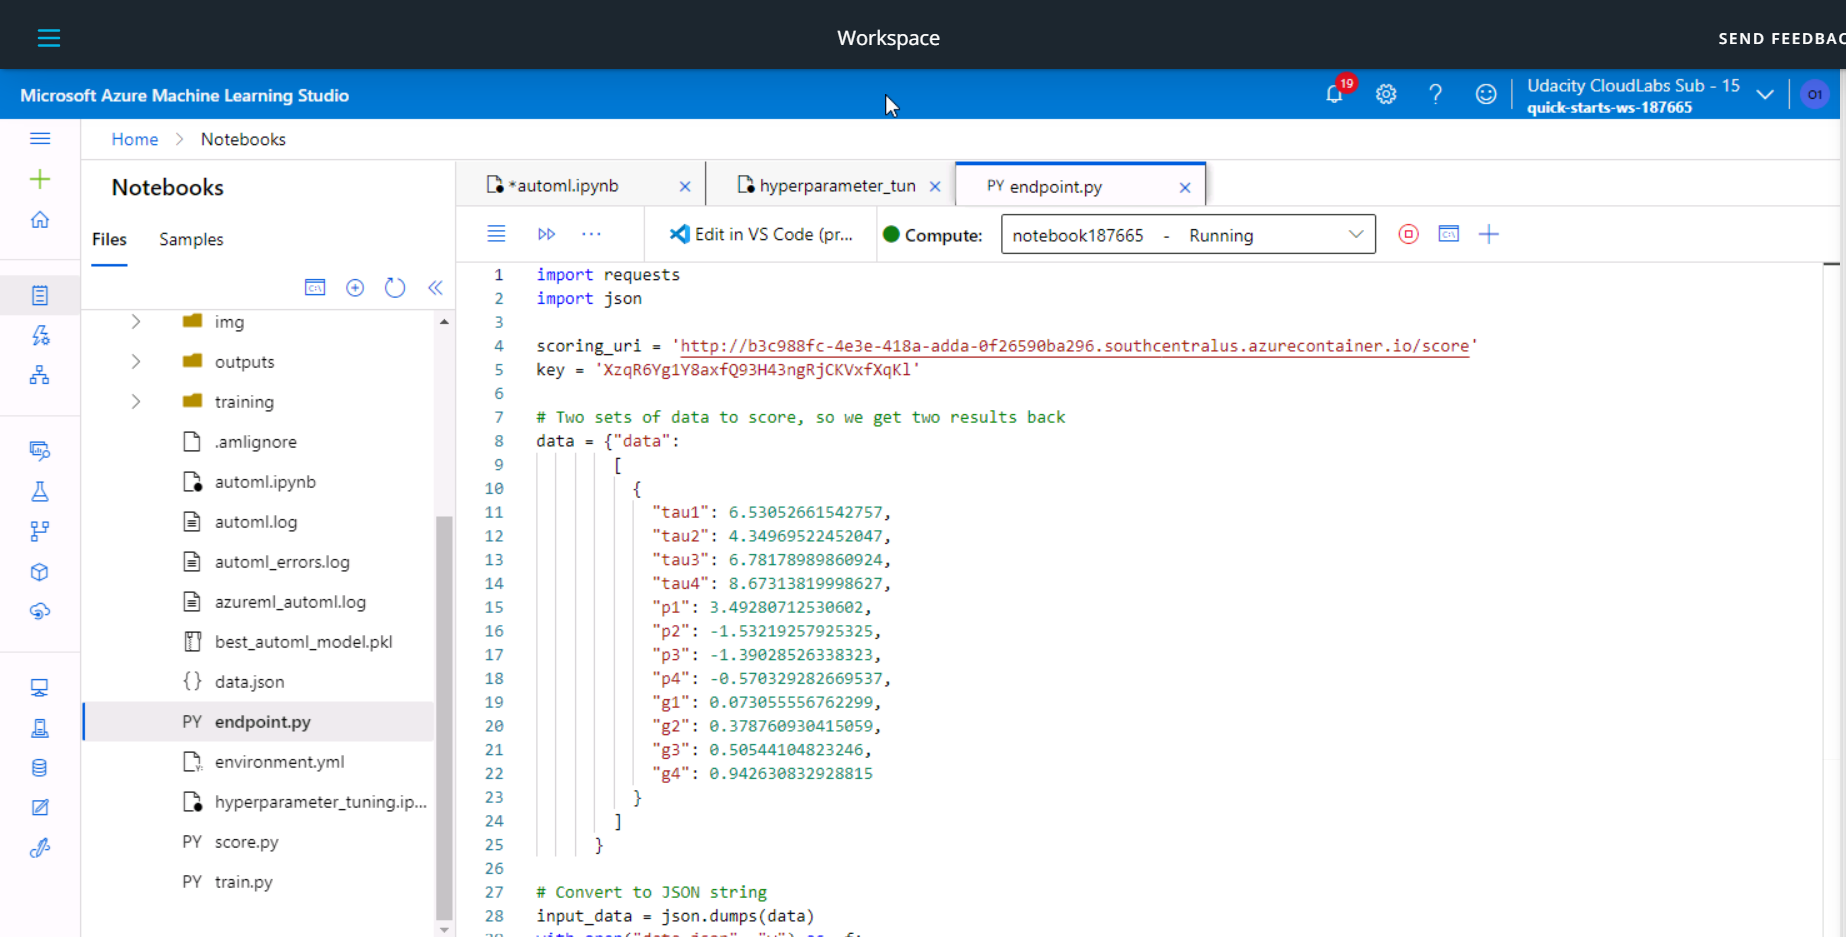 Workspace
SEND FEEDBAC
Microsoft Azure Machine Learning Studio
19
Udacity CloudLabs Sub - 15
quick-starts-ws-187665
O1
Home > Notebooks
Notebooks
Files
Samples
img
outputs
training
.amlignore
automl.ipynb
automl.log
automl_errors.log
azureml_automl.log
best_automl_model.pkl
{} data.json
PY endpoint.py
environment.yml
hyperparameter_tuning.ip...
PY score.py
PY train.py
*automl.ipynb
hyperparameter_tun
PY endpoint.py
Edit in VS Code (pr...
Compute:
notebook187665 - Running
1 import requests
2 import json
3
4 scoring_uri = 'http://b3c988fc-4e3e-418a-adda-0f26590ba296.southcentralus.azurecontainer.io/score'
5 key = 'XzqR6Yg1Y8axfQ93H43ngRjCKVxfXqKl'
6
7 # Two sets of data to score, so we get two results back
8 data = {"data":
9 [
10 {
11 "tau1": 6.53052661542757,
12 "tau2": 4.34969522452047,
13 "tau3": 6.78178989860924,
14 "tau4": 8.67313819998627,
15 "p1": 3.49280712530602,
16 "p2": -1.53219257925325,
17 "p3": -1.39028526338323,
18 "p4": -0.570329282669537,
19 "g1": 0.073055556762299,
20 "g2": 0.378760930415059,
21 "g3": 0.50544104823246,
22 "g4": 0.942630832928815
23 }
24 ]
25 }
26
27 # Convert to JSON string
28 input_data = json.dumps(data)